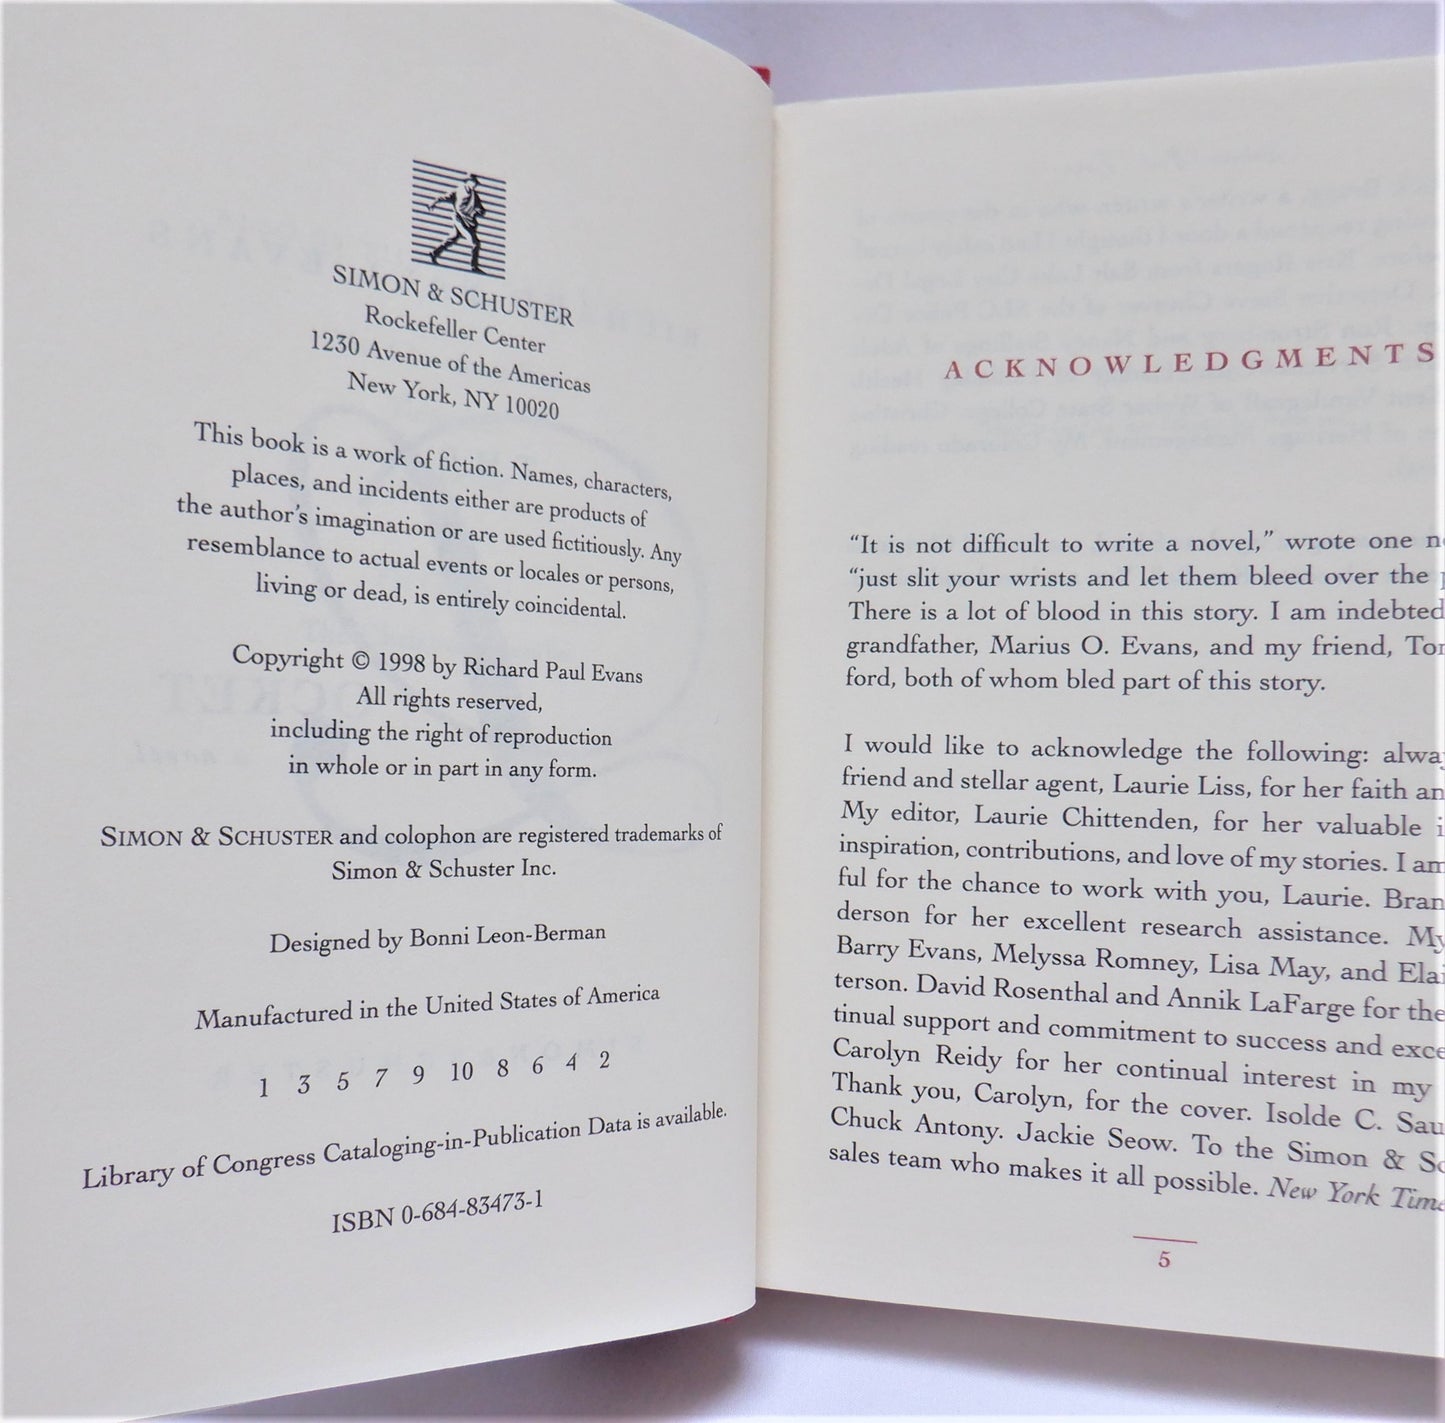 SIMON & SCHUSTER
Rockefeller Center
1230 Avenue of the Americas
New York, NY 10020
This book is a work of fiction. Names, characters,
places, and incidents either are products of
the author's imagination or are used fictitiously. Any
resemblance to actual events or locales or persons,
living or dead, is entirely coincidental.
Copyright © 1998 by Richard Paul Evans
All rights reserved,
including the right of reproduction
in whole or in part in any form.
SIMON & SCHUSTER and colophon are registered trademarks of
Simon & Schuster Inc.
Designed by Bonni Leon-Berman
Manufactured in the United States of America
1 3 5 7 9 10 8 6 4 2
Library of Congress Cataloging-in-Publication Data is available.
ISBN 0-684-83473-1
ACKNOWLEDGMENTS
“It is not difficult to write a novel,” wrote one
“just slit your wrists and let them bleed over the
There is a lot of blood in this story. I am indebted
grandfather, Marius O. Evans, and my friend,
ford, both of whom bled part of this story.
I would like to acknowledge the following:
friend and stellar agent, Laurie Liss, for her faith
My editor, Laurie Chittenden, for her valuable
inspiration, contributions, and love of my stories. I am
ful for the chance to work with you, Laurie.
derson for her excellent research assistance. My
Barry Evans, Melyssa Romney, Lisa May, and
terson. David Rosenthal and Annik LaFarge for
tinual support and commitment to success and
Carolyn Reidy for her continual interest in my
Thank you, Carolyn, for the cover. Isolde C.
Chuck Antony. Jackie Seow. To the Simon &
sales team who makes it all possible. New York
5